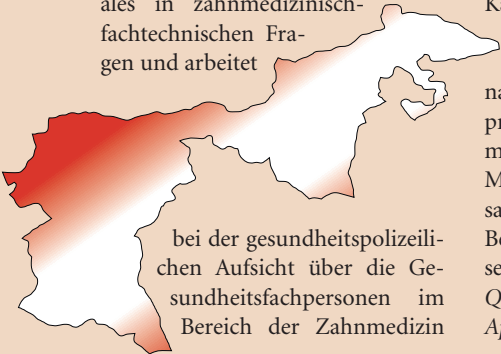 ales in zahnmedizinisch-
fachtechnischen Fra-
gen und arbeitet
bei der gesundheitspolizeili-
chen Aufsicht über die Ge-
sundheitsfachpersonen im
Bereich der Zahnmedizin